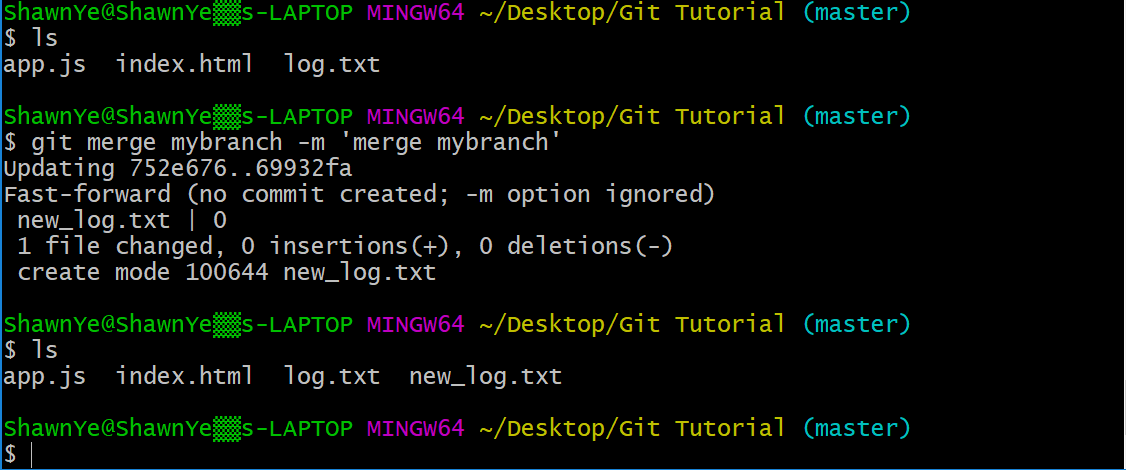 ShawnYe@ShawnYe▒▒s-LAPTOP MINGW64 ~/Desktop/Git Tutorial (master)
$ ls
app.js  index.html  log.txt
ShawnYe@ShawnYe▒▒s-LAPTOP MINGW64 ~/Desktop/Git Tutorial (master)
$ git merge mybranch -m 'merge mybranch'
Updating 752e676..69932fa
Fast-forward (no commit created; -m option ignored)
 new_log.txt | 0
 1 file changed, 0 insertions(+), 0 deletions(-)
 create mode 100644 new_log.txt
ShawnYe@ShawnYe▒▒s-LAPTOP MINGW64 ~/Desktop/Git Tutorial (master)
$ ls
app.js  index.html  log.txt  new_log.txt
ShawnYe@ShawnYe▒▒s-LAPTOP MINGW64 ~/Desktop/Git Tutorial (master)
$